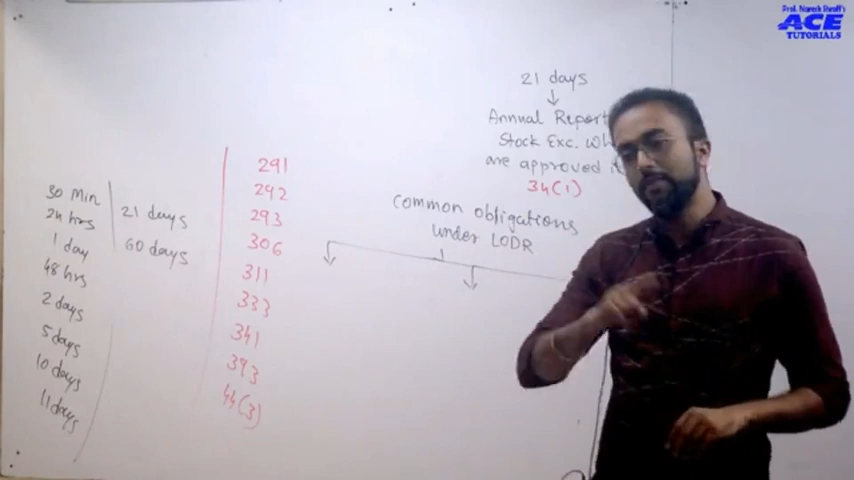 Prof. Naresh Shroff's
ACE
TUTORIALS
21 days
Annual Report
Stock Exc. Wh
are approved i
34(1)
Common obligations
under LODR
30 Min
24 hrs
1 day
48 hrs
2 days
5 days
10 days
11 days
21 days
60 days
291
292
293
306
311
333
341
393
44(3)